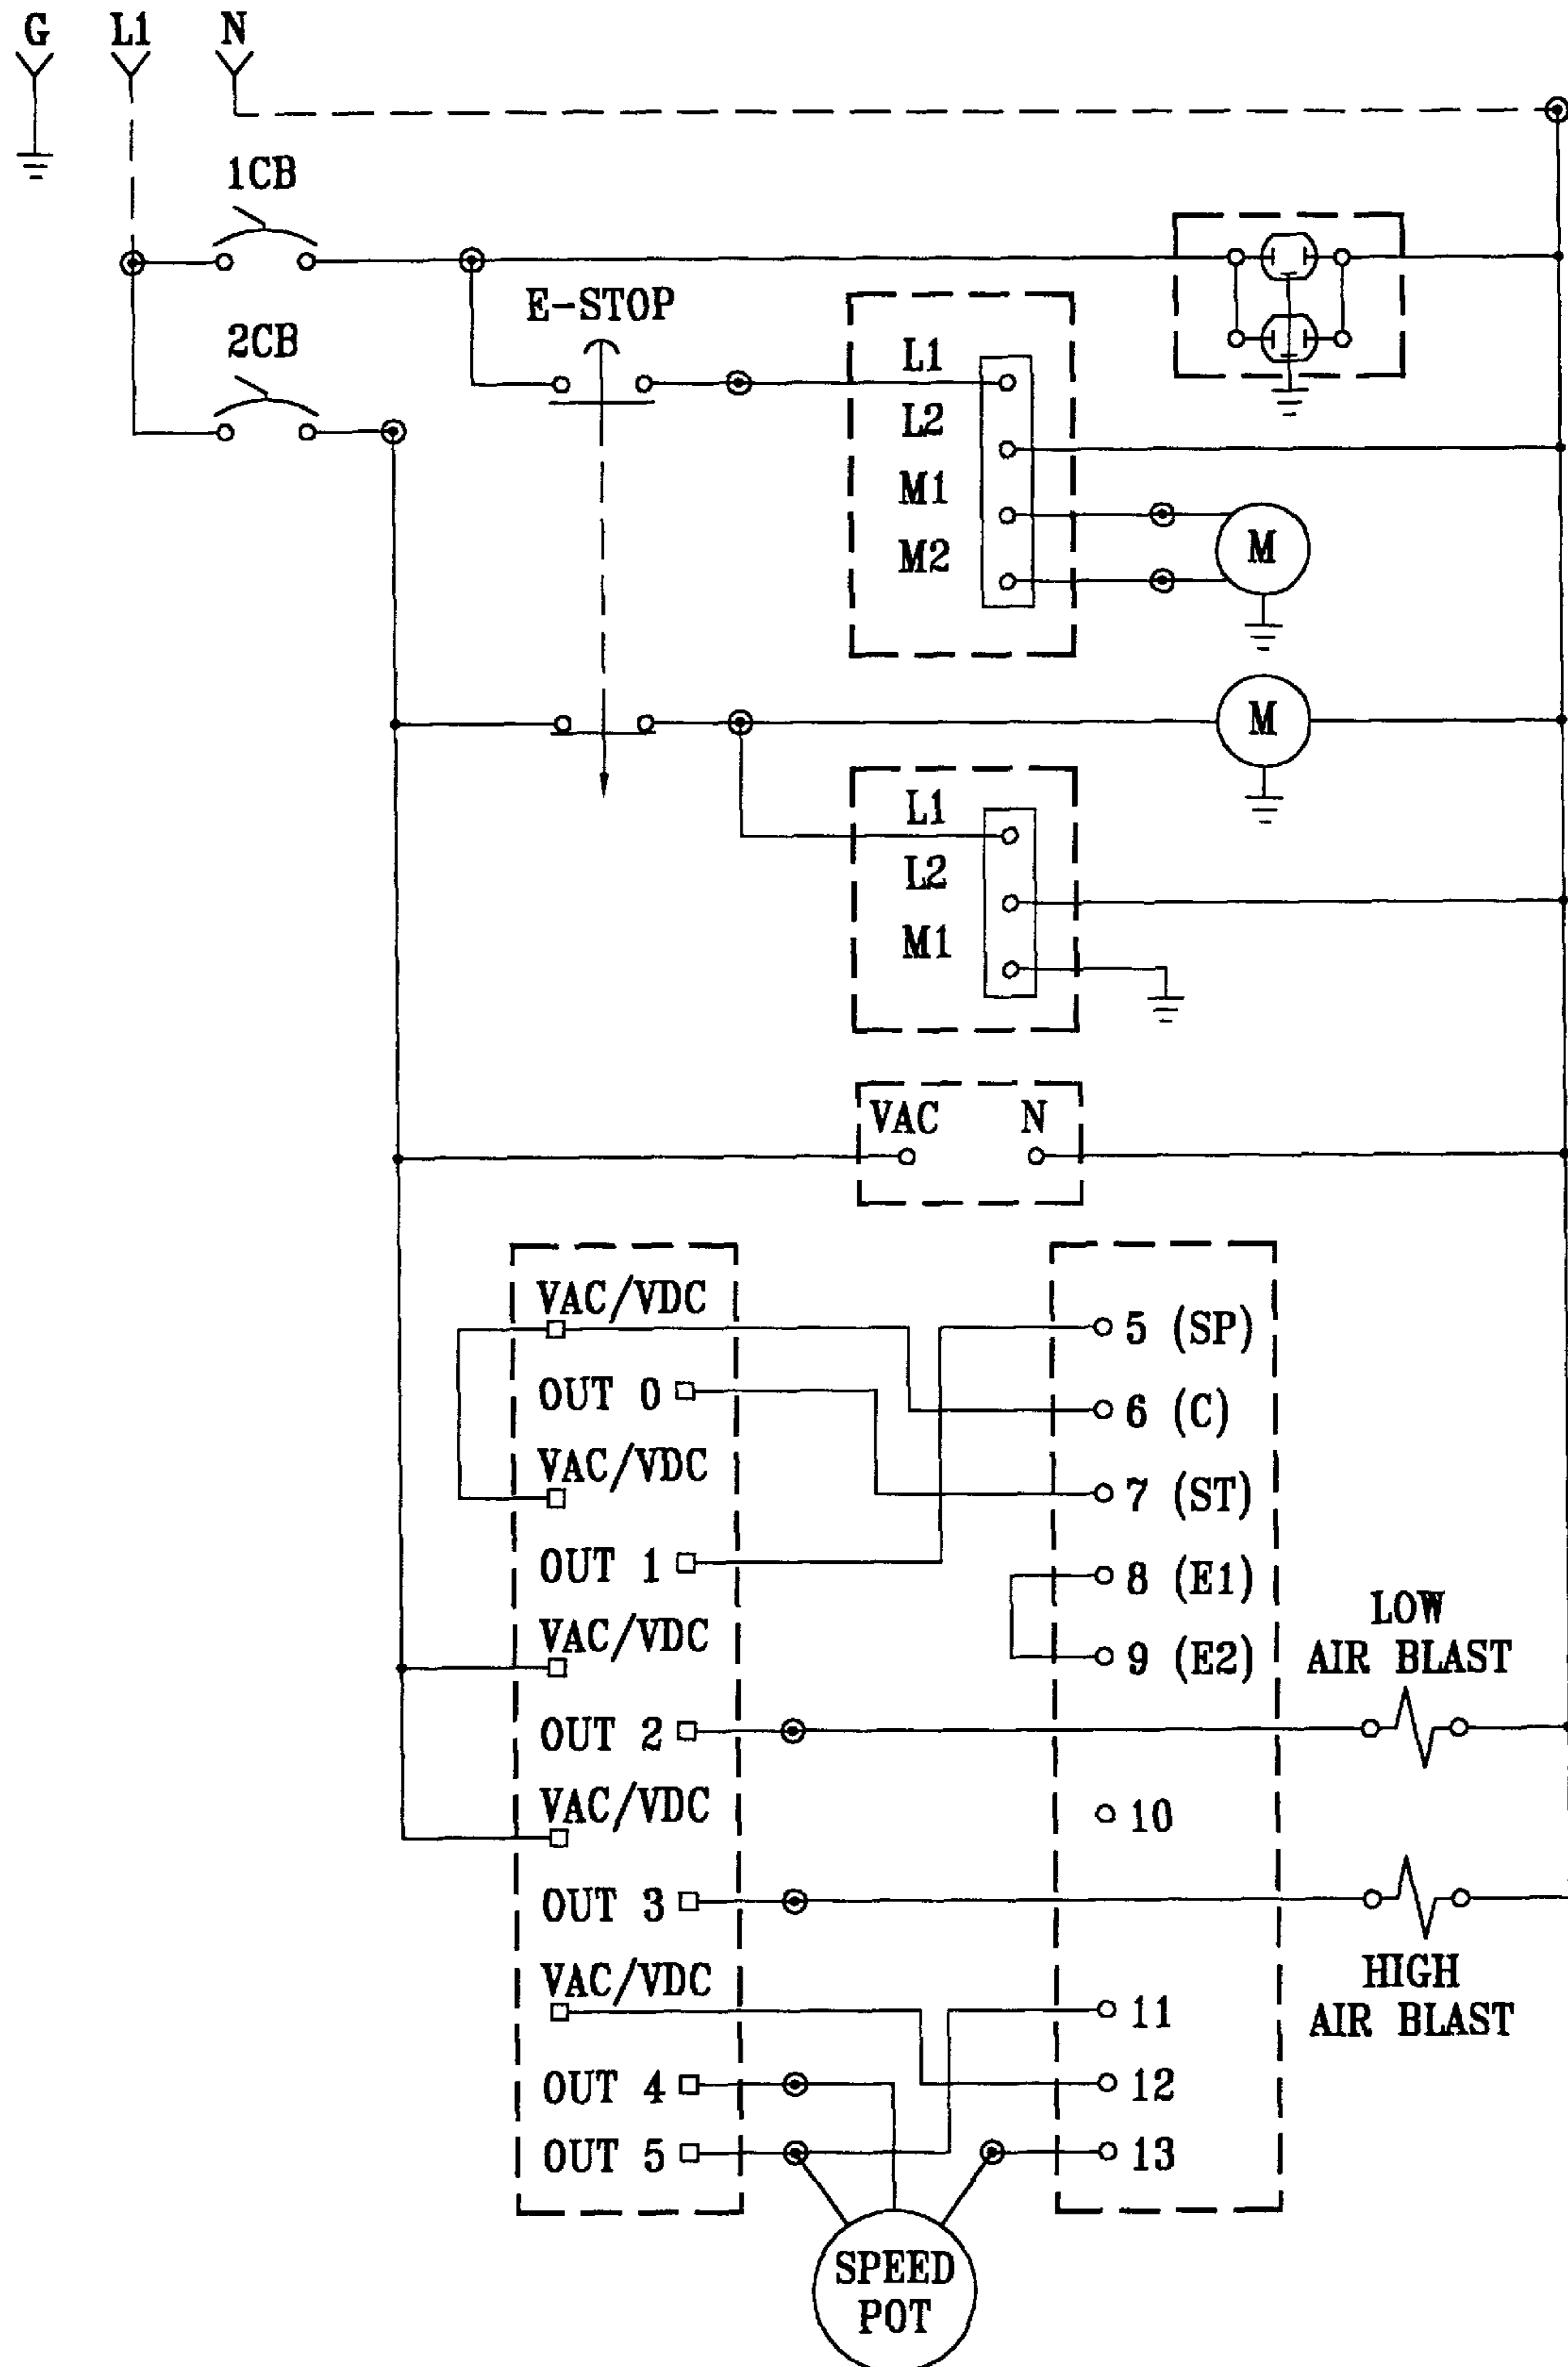 G L1 N
1CB
E-STOP
2CB
L1
L2
M1
M2
M
M
L1
L2
M1
VAC N
VAC/VDC
OUT 0
VAC/VDC
OUT 1
VAC/VDC
OUT 2
VAC/VDC
OUT 3
VAC/VDC
OUT 4
OUT 5
5 (SP)
6 (C)
7 (ST)
8 (E1)
9 (E2)
10
11
12
13
LOW
AIR BLAST
HIGH
AIR BLAST
SPEED
POT